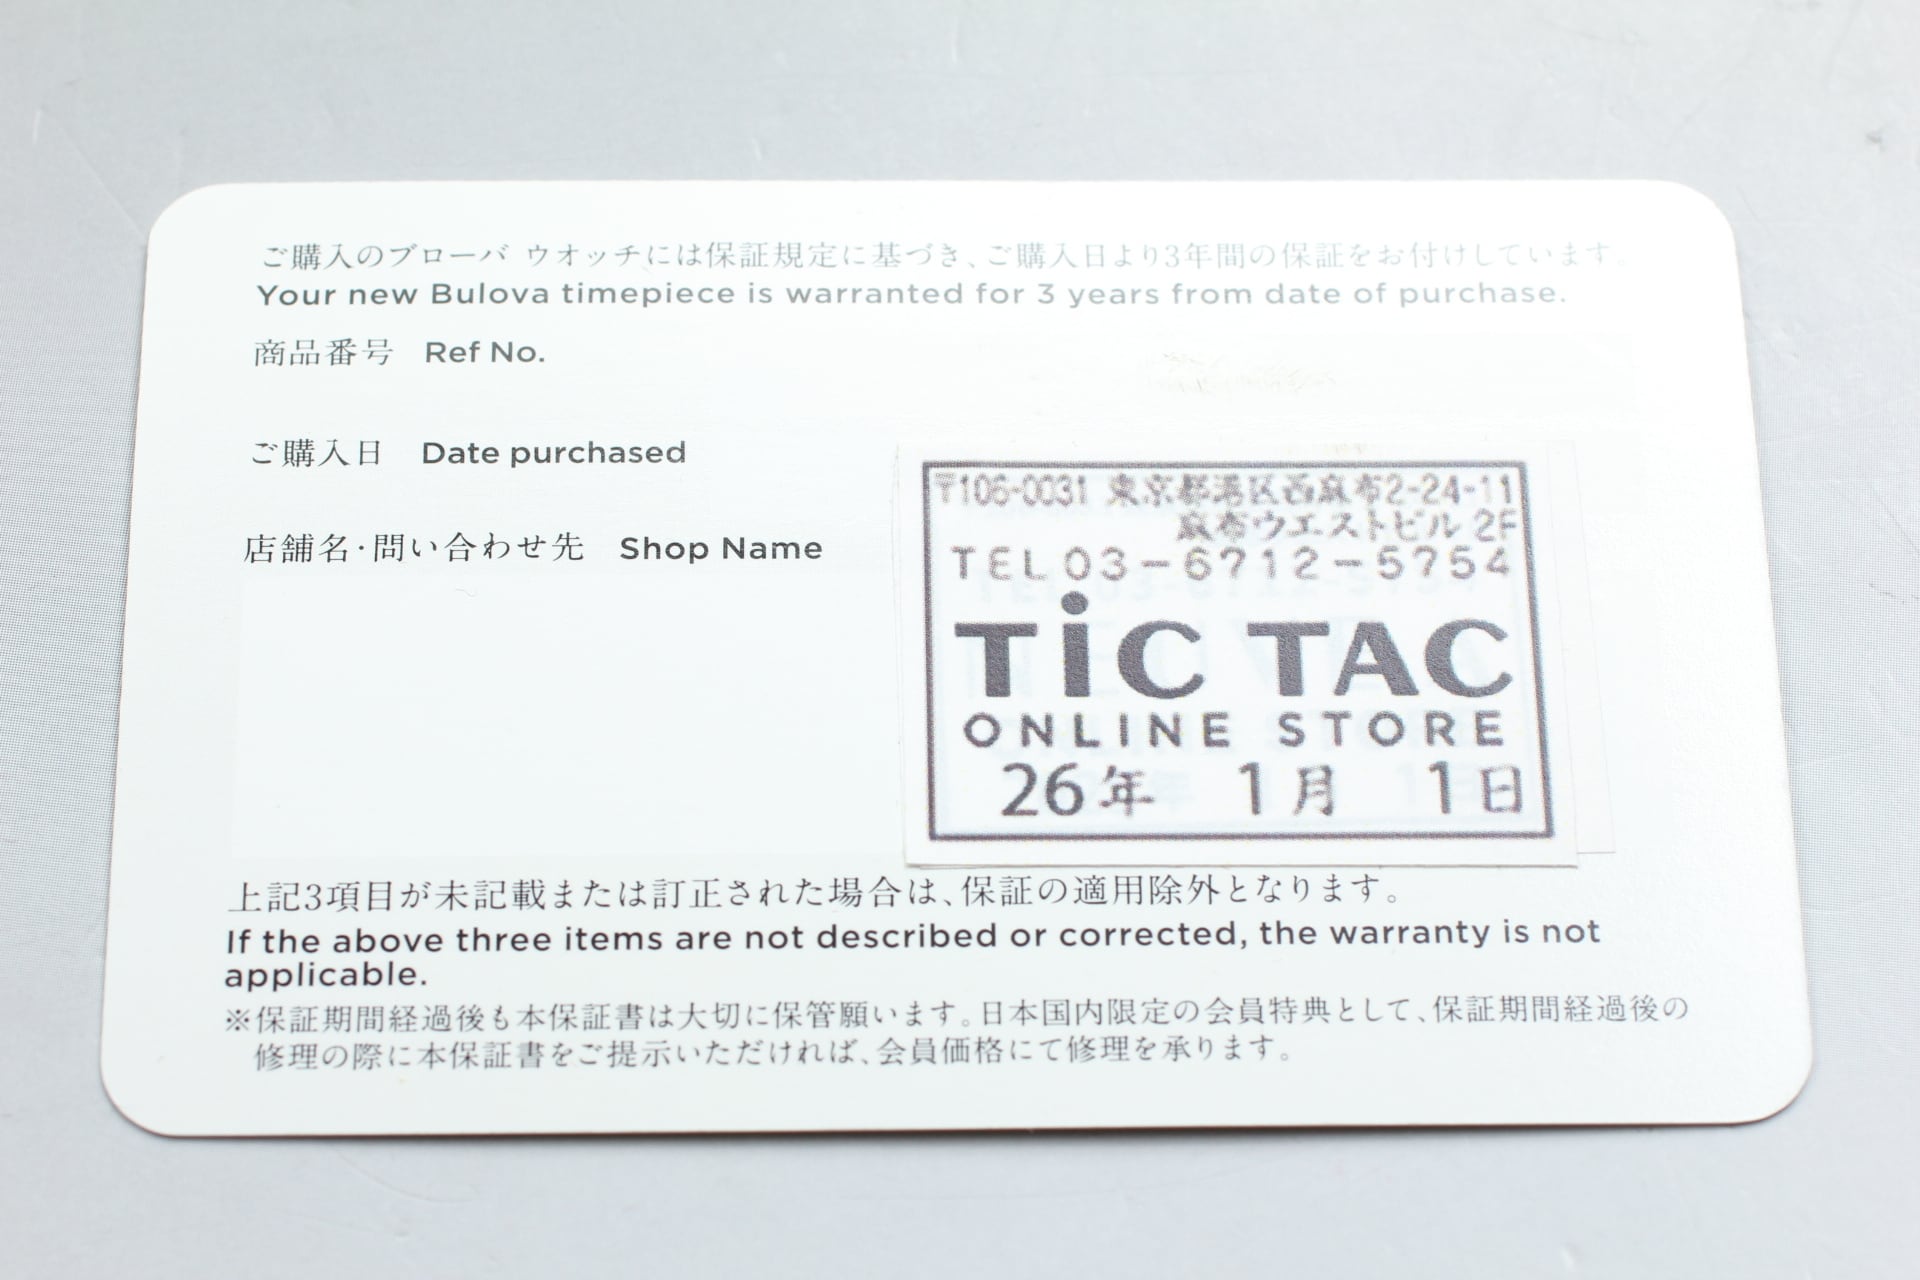 ご購入のブローバ ウオッチには保証規定に基づき、ご購入日より3年間の保証をお付けしています。
Your new Bulova timepiece is warranted for 3 years from date of purchase.
商品番号 Ref No.
ご購入日 Date purchased
店舗名・問い合わせ先 Shop Name
〒106-0031 東京都港区西麻布2-24-11
麻布ウエストビル 2F
TEL 03-6712-5754
TiC TAC
ONLINE STORE
26年 1月 1日
上記3項目が未記載または訂正された場合は、保証の適用除外となります。
If the above three items are not described or corrected, the warranty is not
applicable.
※保証期間経過後も本保証書は大切に保管願います。日本国内限定の会員特典として、保証期間経過後の
修理の際に本保証書をご提示いただければ、会員価格にて修理を承ります。